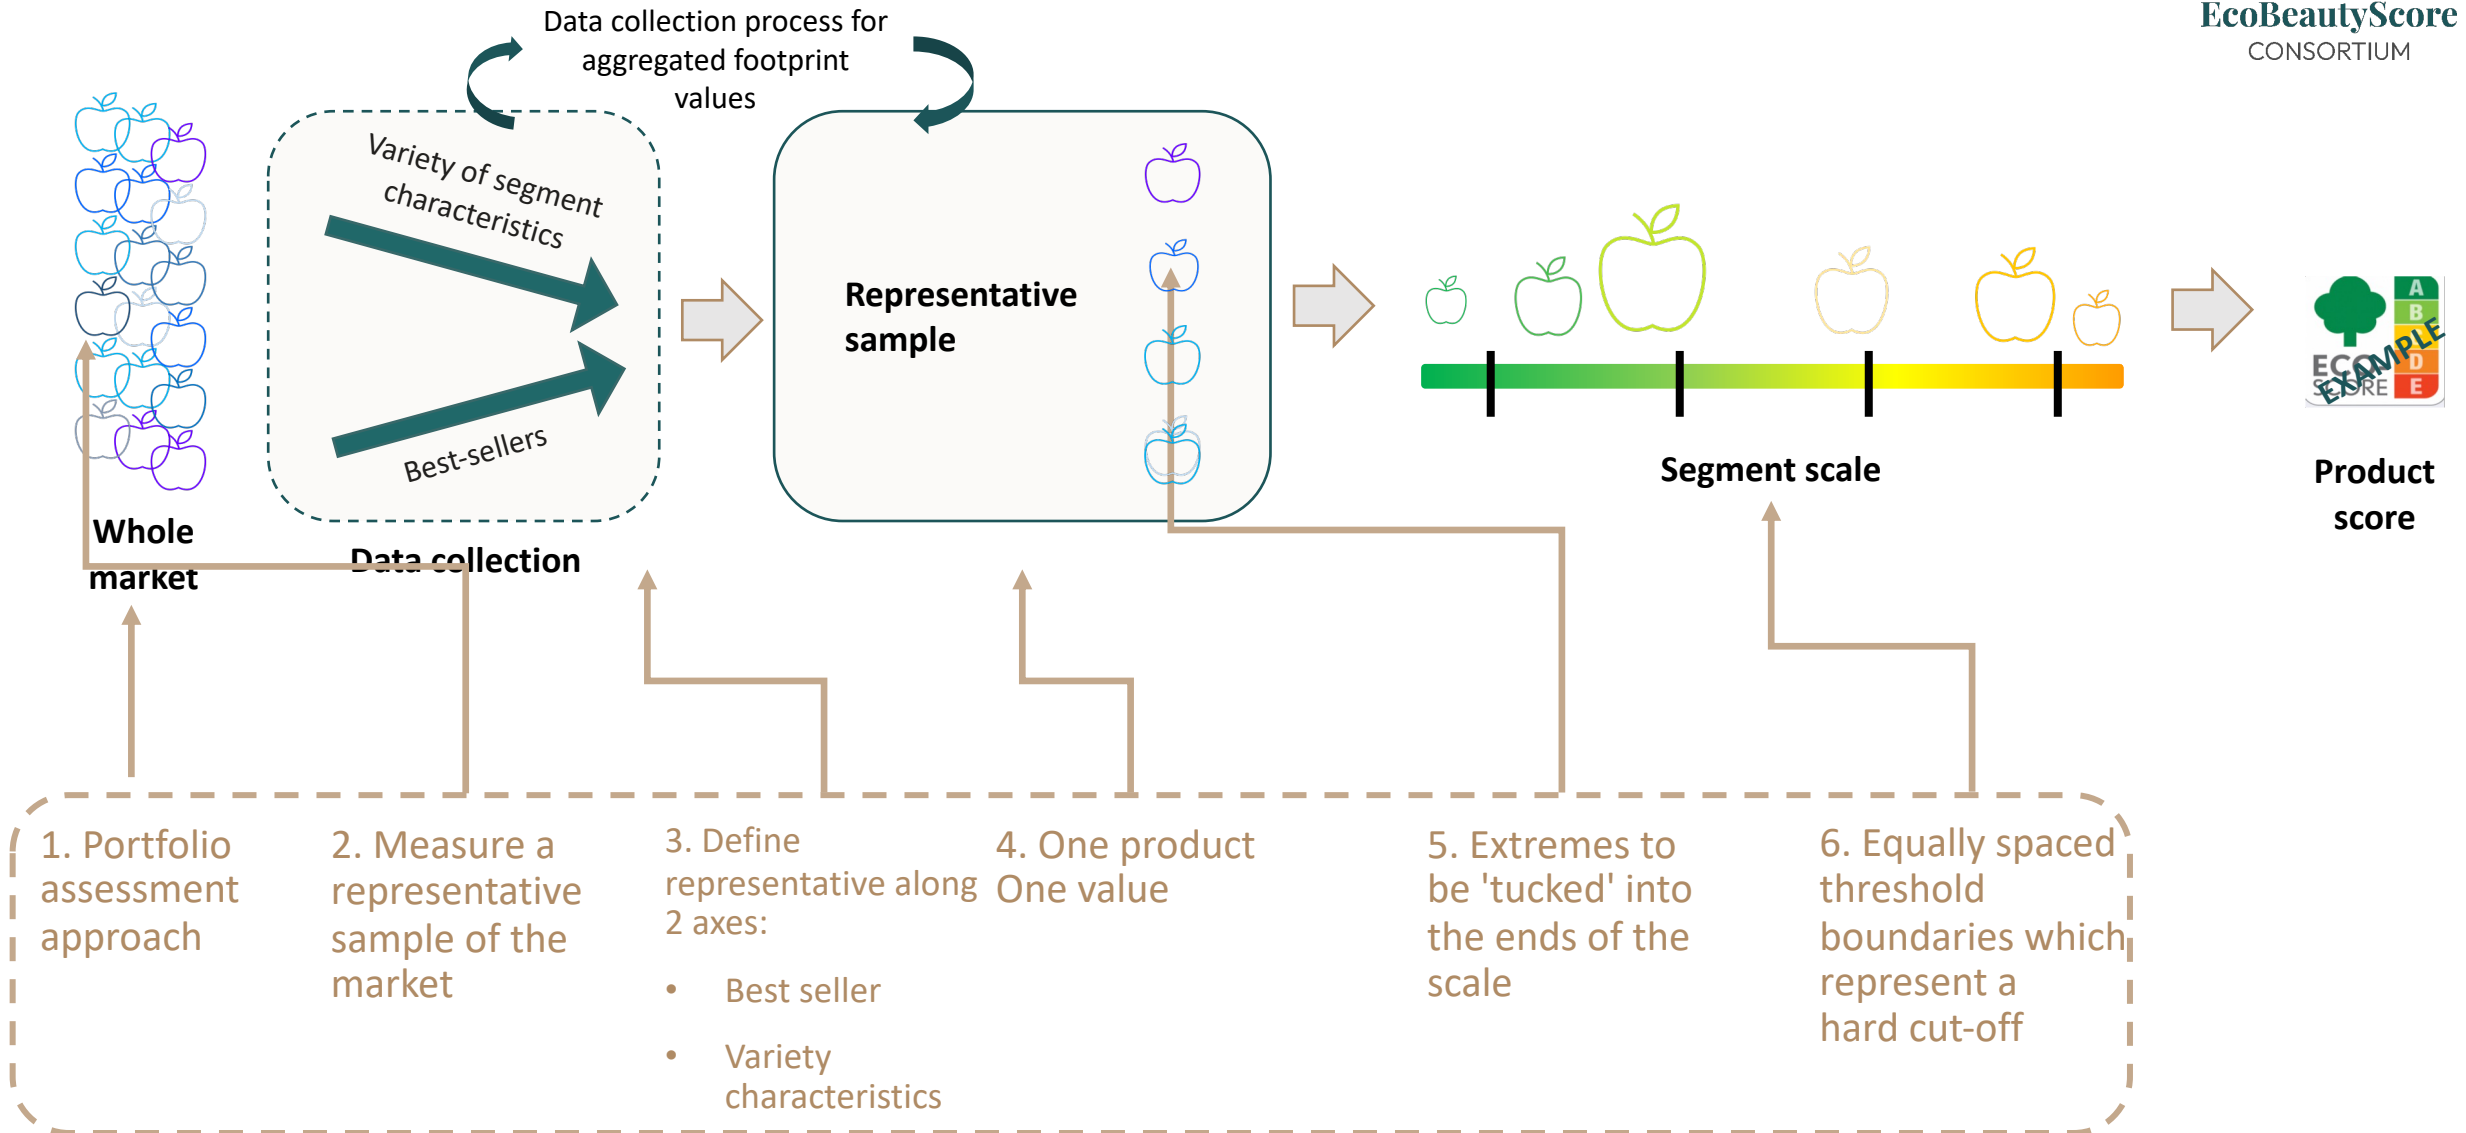 EcoBeautyScore
CONSORTIUM
Data collection process for
aggregated footprint
values
Variety of segment
characteristics
Best-sellers
Representative
sample
Whole
market
Data collection
Segment scale
Product
score
A
B
D
E
ECO
SCORE
EXAMPLE
1. Portfolio
assessment
approach
2. Measure a
representative
sample of the
market
3. Define
representative along
2 axes:
• Best seller
• Variety
characteristics
4. One product
One value
5. Extremes to
be 'tucked' into
the ends of the
scale
6. Equally spaced
threshold
boundaries which
represent a
hard cut-off